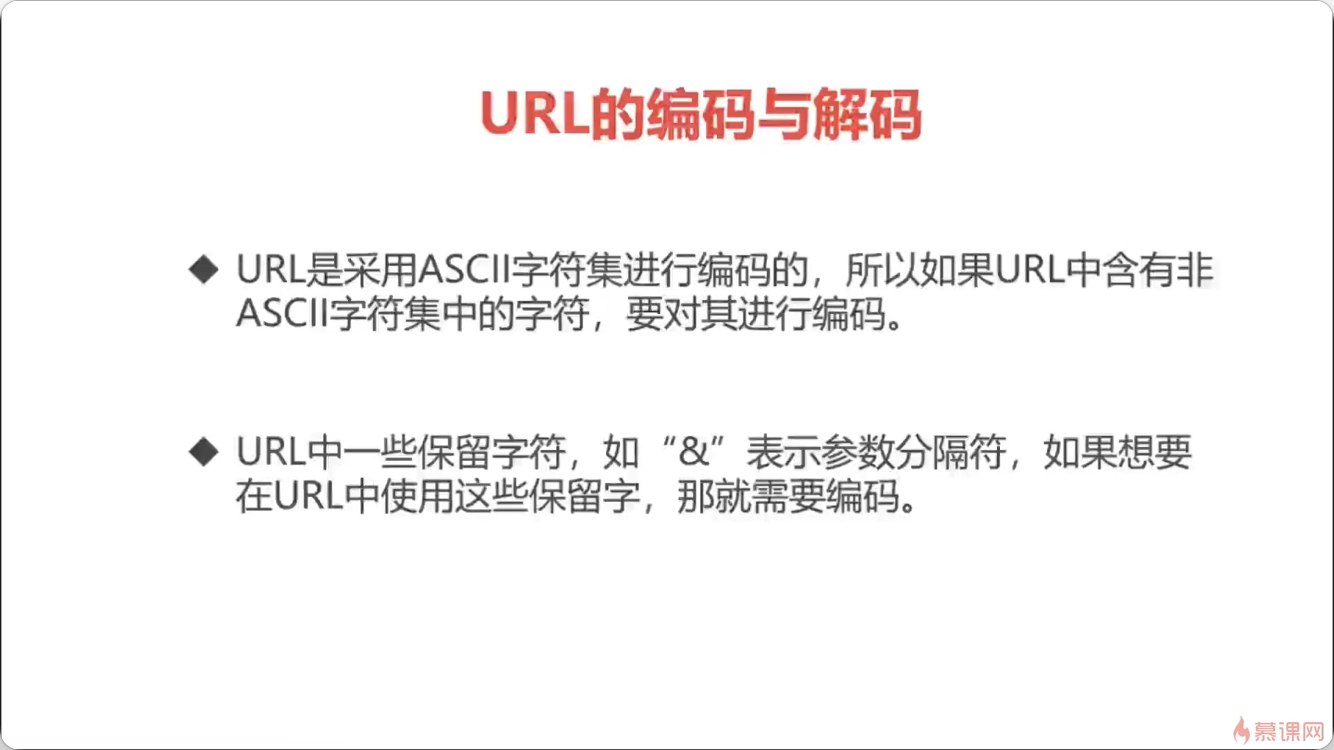 URL的编码与解码
◆ URL是采用ASCII字符集进行编码的，所以如果URL中含有非
ASCII字符集中的字符，要对其进行编码。
◆ URL中一些保留字符，如“&”表示参数分隔符，如果想要
在URL中使用这些保留字，那就需要编码。
慕课网